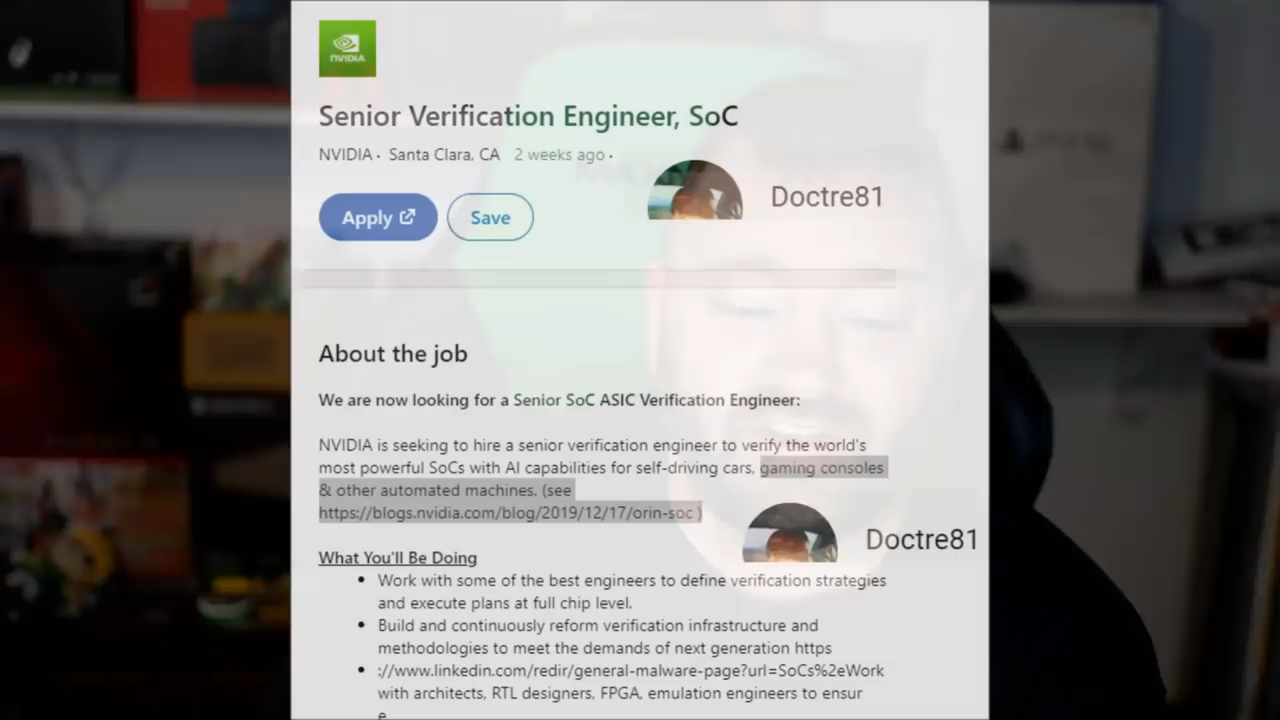 NVIDIA
Senior Verification Engineer, SoC
NVIDIA · Santa Clara, CA 2 weeks ago ·
Apply Save
Doctre81
About the job
We are now looking for a Senior SoC ASIC Verification Engineer:
NVIDIA is seeking to hire a senior verification engineer to verify the world's
most powerful SoCs with AI capabilities for self-driving cars, gaming consoles
& other automated machines. (see
https://blogs.nvidia.com/blog/2019/12/17/orin-soc )
Doctre81
What You'll Be Doing
• Work with some of the best engineers to define verification strategies
and execute plans at full chip level.
• Build and continuously reform verification infrastructure and
methodologies to meet the demands of next generation https
• ://www.linkedin.com/redir/general-malware-page?url=SoCs%2eWork
with architects, RTL designers, FPGA, emulation engineers to ensur
e